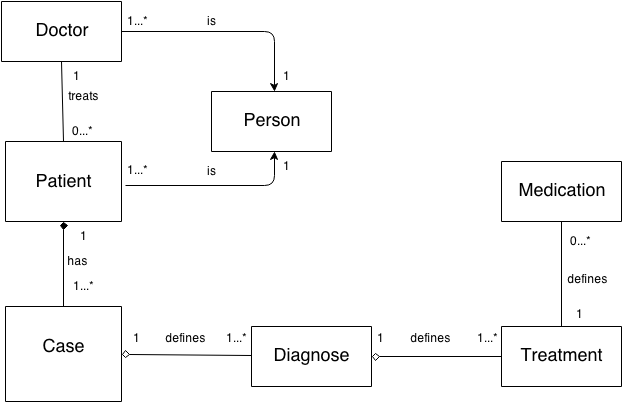 Doctor
1...*
is
1
treats
0...*
1
Person
Patient
1...*
is
1
Medication
1
has
1...*
0...*
defines
1
Case
1
defines
1...*
Diagnose
1
defines
1...*
Treatment